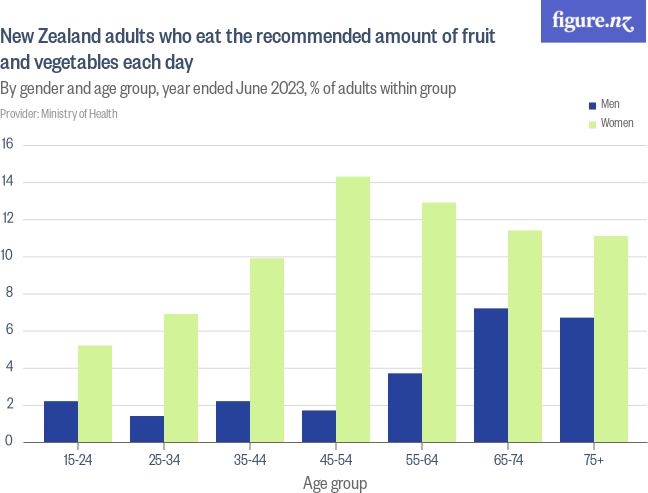 figure.nz
New Zealand adults who eat the recommended amount of fruit
and vegetables each day
By gender and age group, year ended June 2023, % of adults within group
Provider: Ministry of Health
Men
Women
16
14
12
10
8
6
4
2
0
15-24 25-34 35-44 45-54 55-64 65-74 75+
Age group